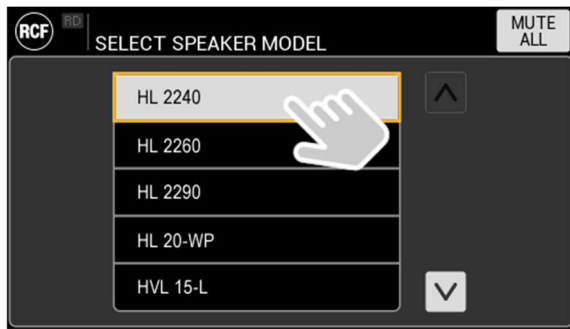 RCF
RD
SELECT SPEAKER MODEL
MUTE
ALL
HL 2240
HL 2260
HL 2290
HL 20-WP
HVL 15-L